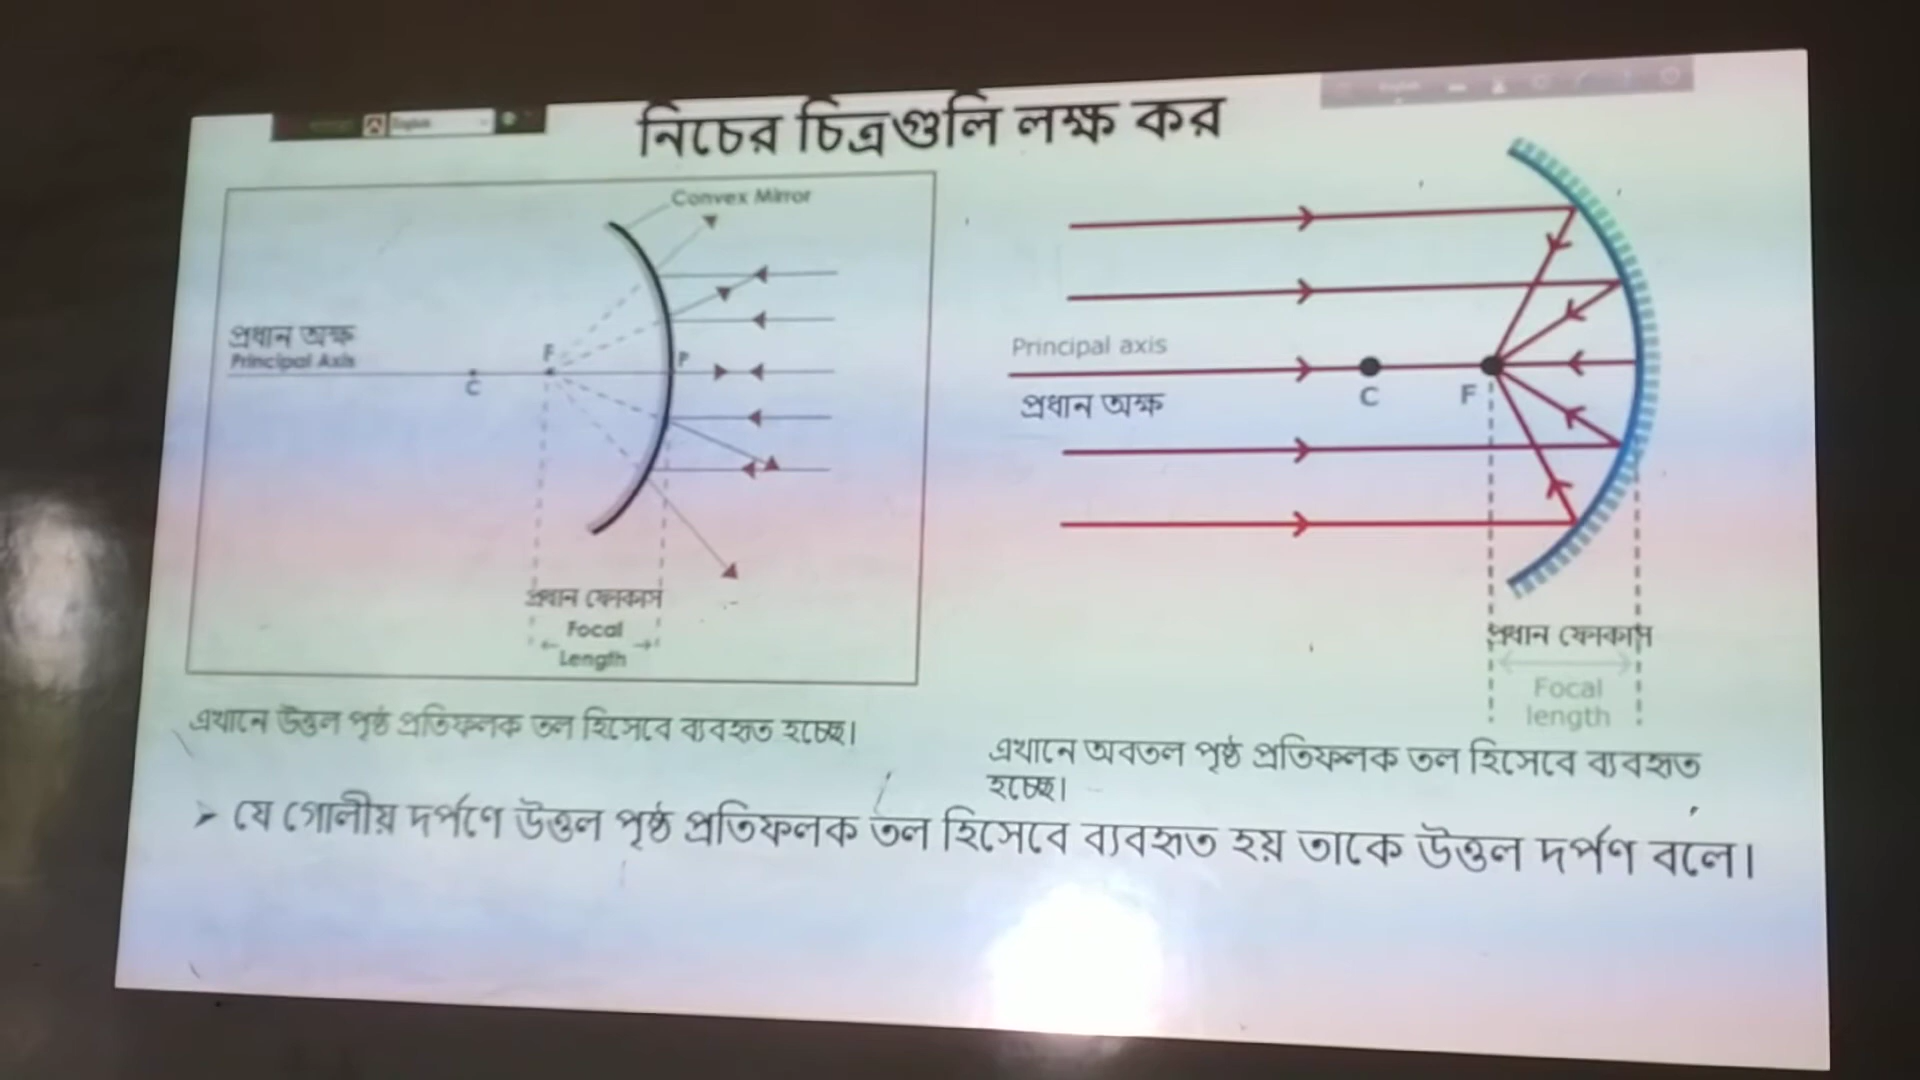 নিচের চিত্রগুলি লক্ষ কর
English
Convex Mirror
প্রধান অক্ষ
Principal Axis
C
F
P
প্রধান ফোকাস
Focal
Length
এখানে উত্তল পৃষ্ঠ প্রতিফলক তল হিসেবে ব্যবহৃত হচ্ছে।
Principal axis
প্রধান অক্ষ
C
F
প্রধান ফোকাস
Focal
length
এখানে অবতল পৃষ্ঠ প্রতিফলক তল হিসেবে ব্যবহৃত
হচ্ছে।
➤ যে গোলীয় দর্পণে উত্তল পৃষ্ঠ প্রতিফলক তল হিসেবে ব্যবহৃত হয় তাকে উত্তল দর্পণ বলে।